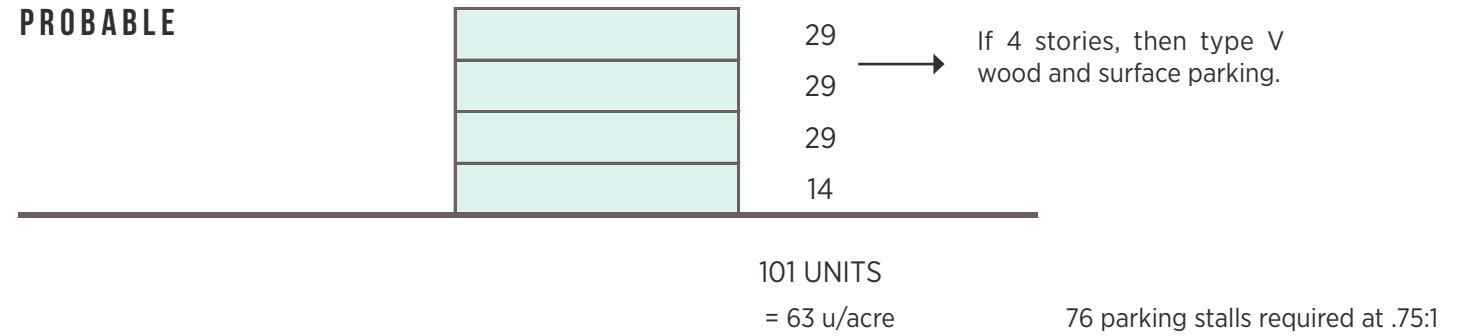 PROBABLE
29
29
29
14
If 4 stories, then type V
wood and surface parking.
101 UNITS
= 63 u/acre
76 parking stalls required at .75:1